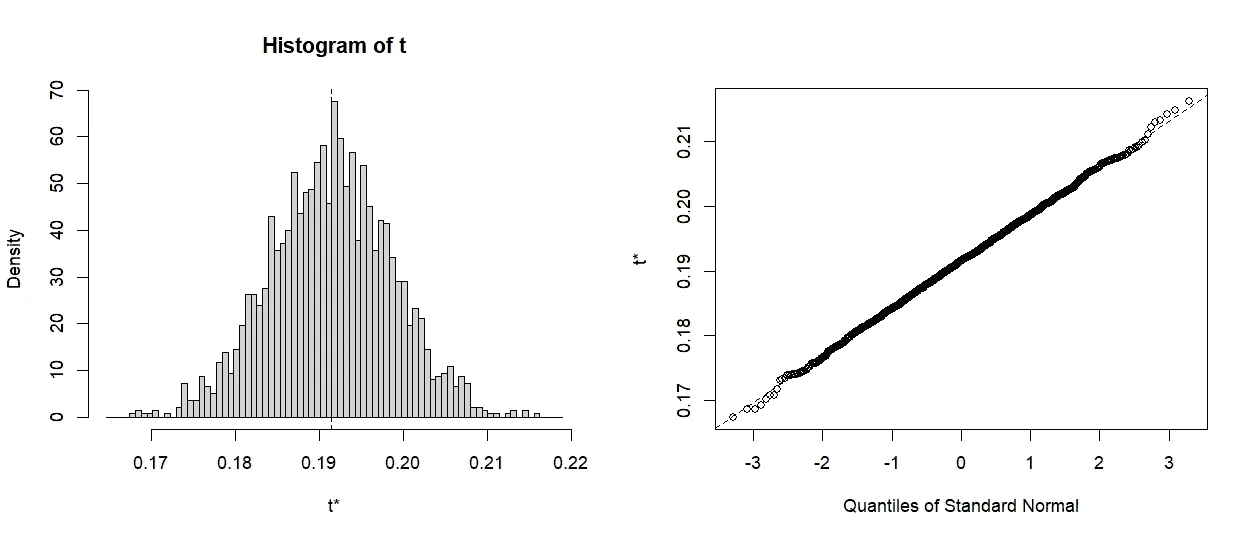 Histogram of t
Density
0
10
20
30
40
50
60
70
0.17 0.18 0.19 0.20 0.21 0.22
t*
t*
0.17
0.18
0.19
0.20
0.21
-3 -2 -1 0 1 2 3
Quantiles of Standard Normal